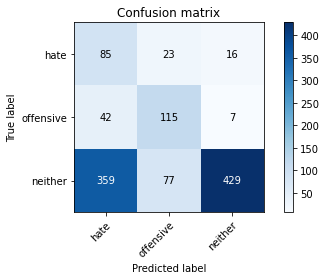 Confusion matrix
hate 85 23 16
offensive 42 115 7
neither 359 77 429
hate offensive neither
True label
Predicted label
400
350
300
250
200
150
100
50